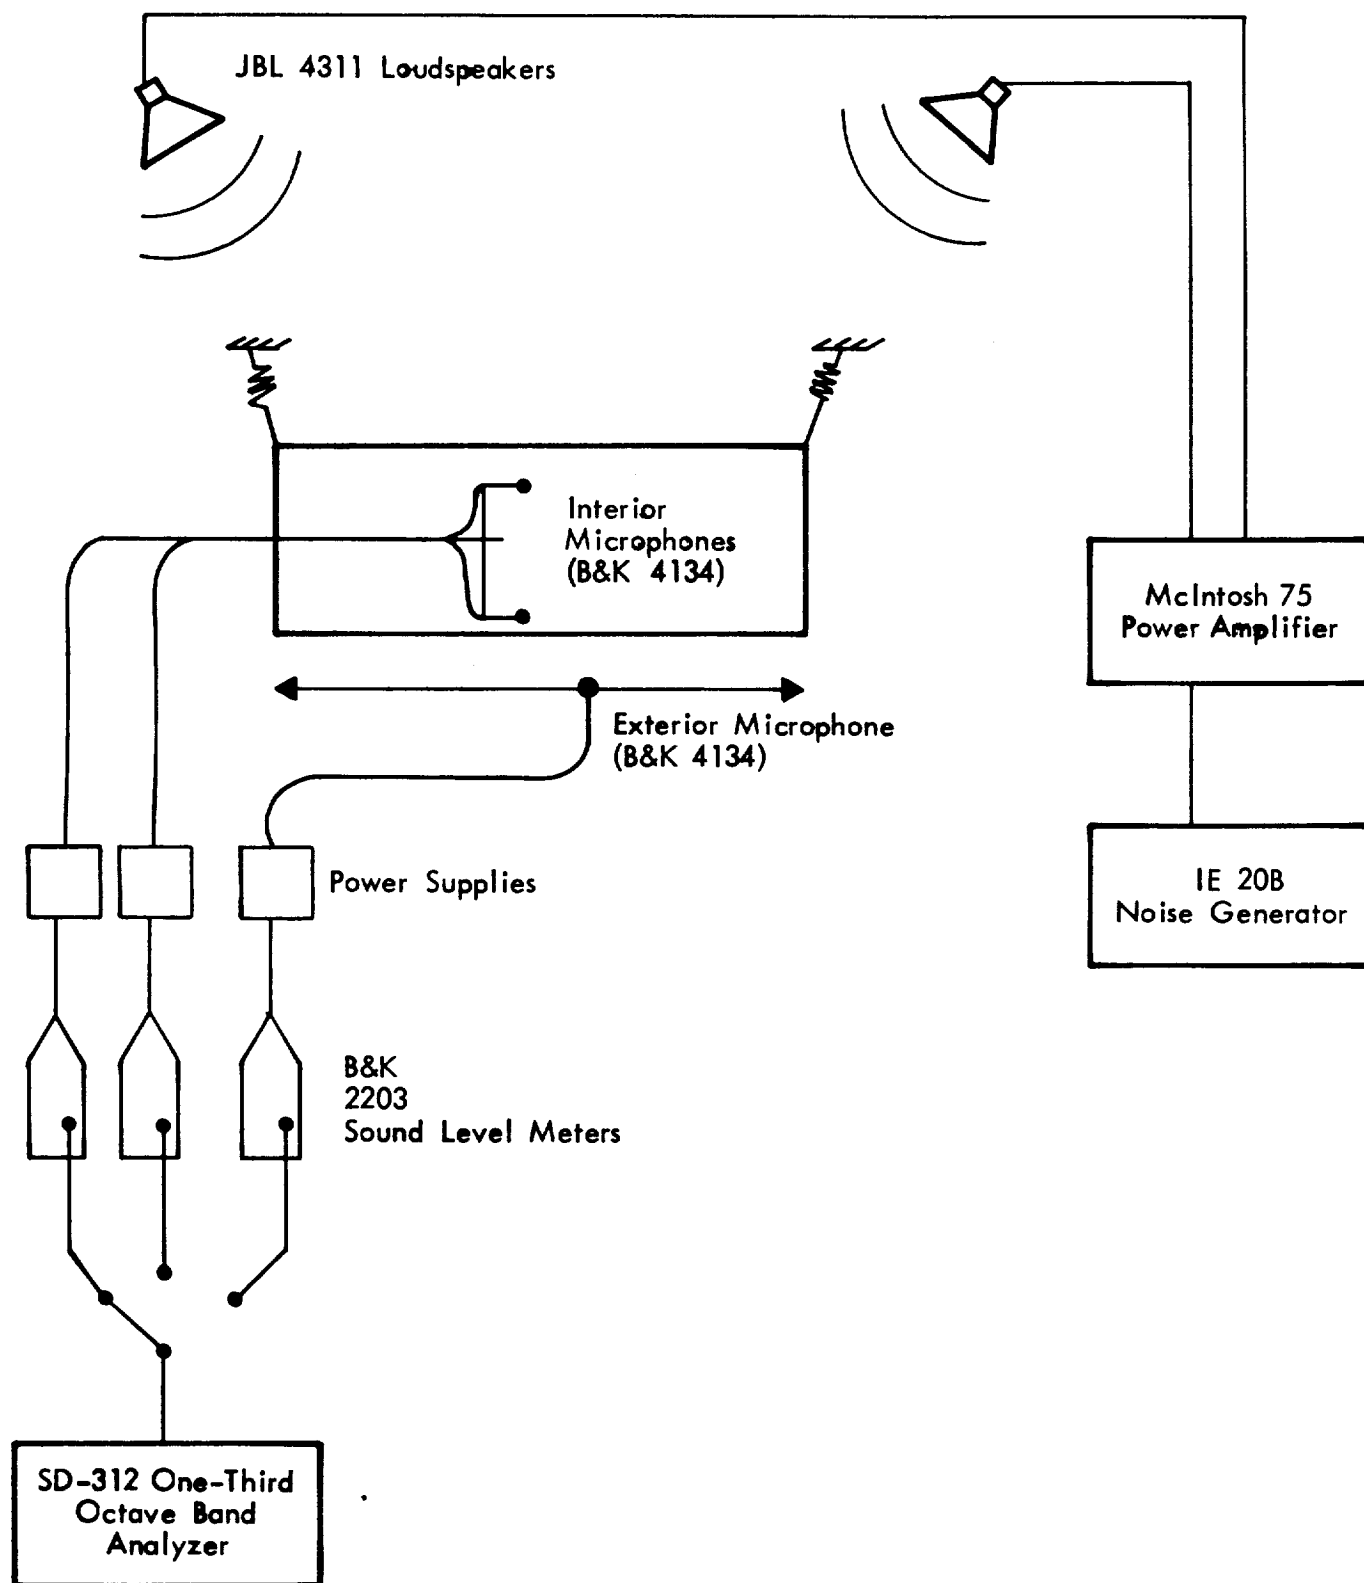 JBL 4311 Loudspeakers
Interior
Microphones
(B&K 4134)
McIntosh 75
Power Amplifier
Exterior Microphone
(B&K 4134)
Power Supplies
IE 20B
Noise Generator
B&K
2203
Sound Level Meters
SD-312 One-Third
Octave Band
Analyzer